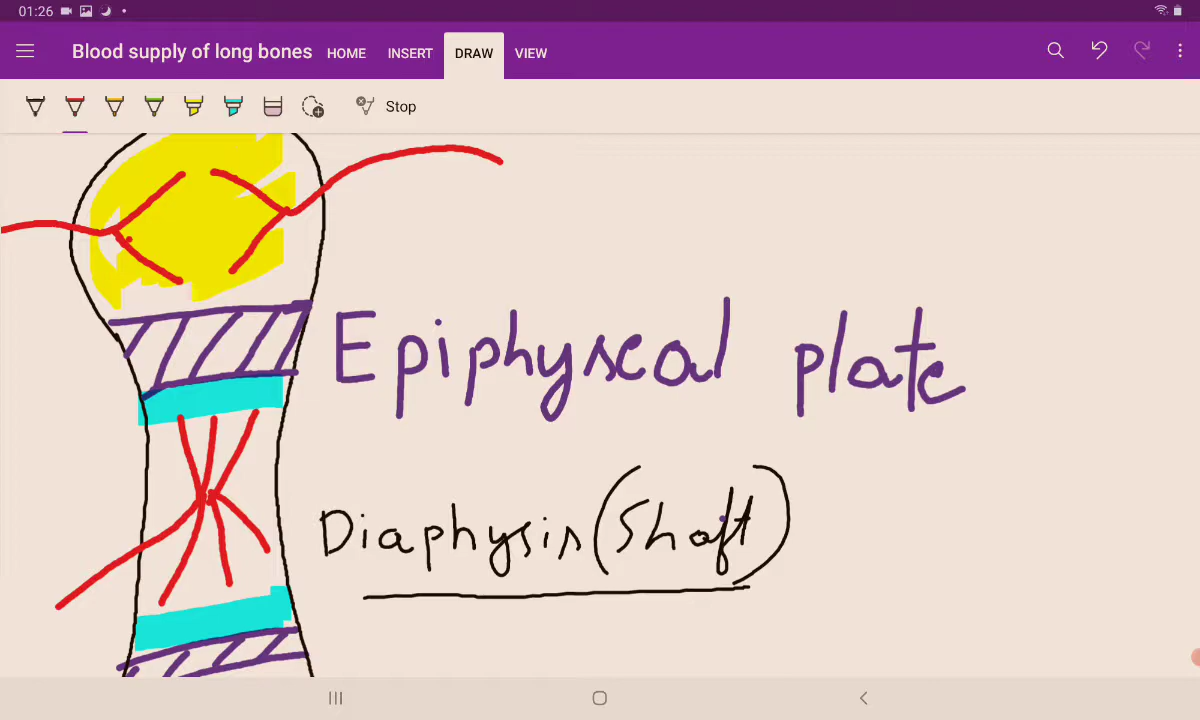 01:26
Blood supply of long bones HOME INSERT DRAW VIEW
Stop
Epiphyseal plate
Diaphysis (Shaft)